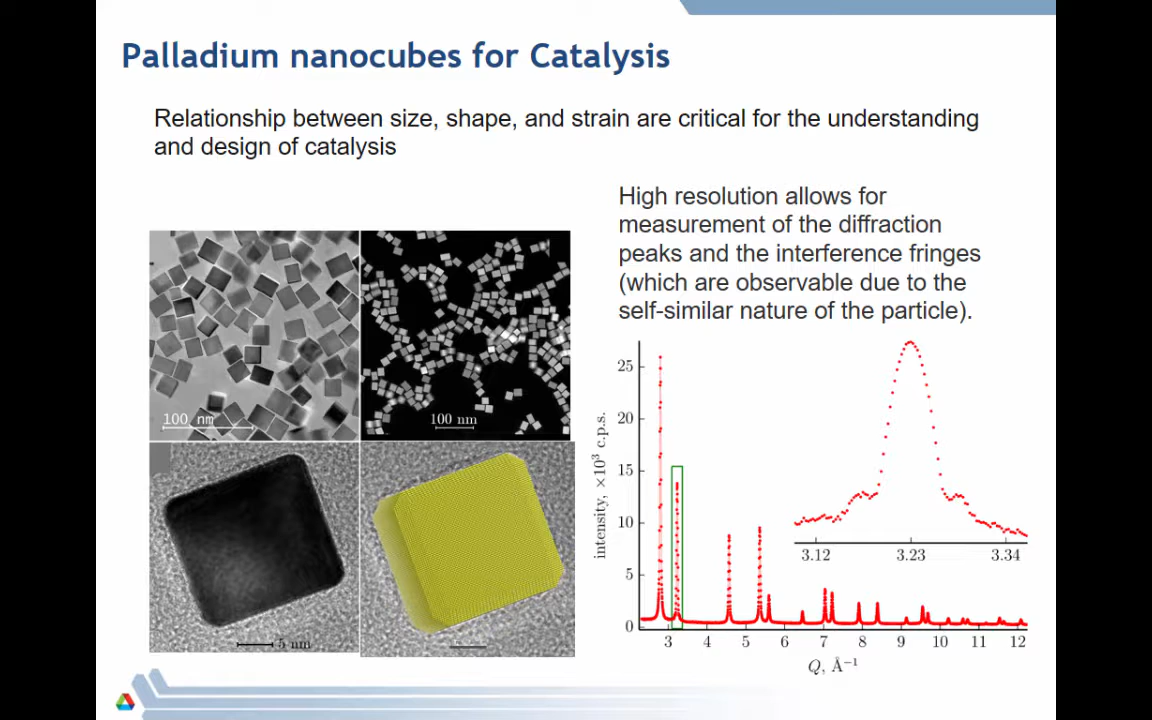 Palladium nanocubes for Catalysis
Relationship between size, shape, and strain are critical for the understanding
and design of catalysis
High resolution allows for
measurement of the diffraction
peaks and the interference fringes
(which are observable due to the
self-similar nature of the particle).
100 nm
100 nm
5 nm
intensity, ×10³ c.p.s.
25
20
15
10
5
0
3.12 3.23 3.34
3 4 5 6 7 8 9 10 11 12
Q, Å⁻¹